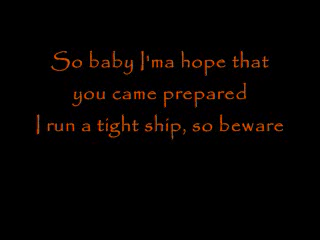 So baby I'ma hope that
you came prepared
I run a tight ship, so beware